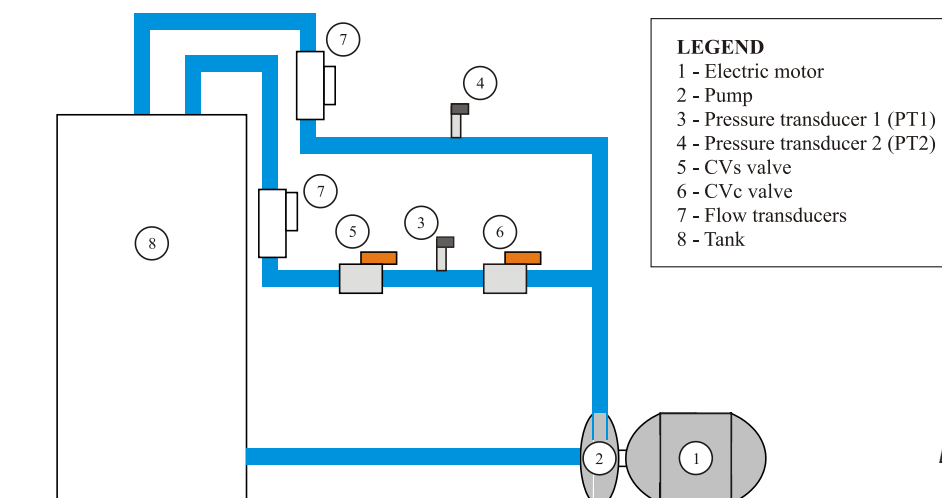 7
4
7
5
3
6
8
2
1
LEGEND
1 - Electric motor
2 - Pump
3 - Pressure transducer 1 (PT1)
4 - Pressure transducer 2 (PT2)
5 - CVs valve
6 - CVc valve
7 - Flow transducers
8 - Tank